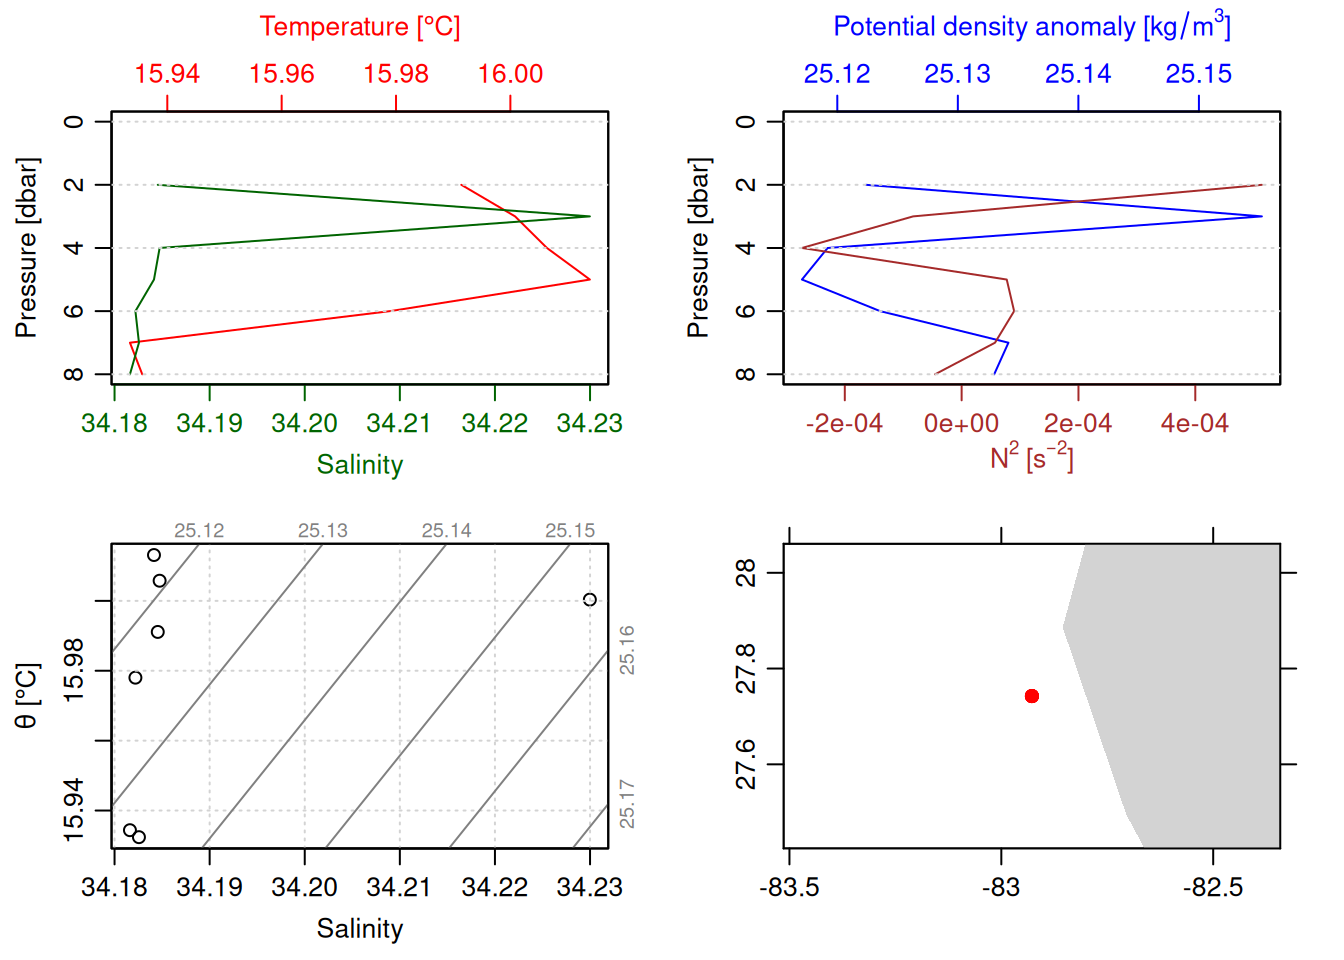 Temperature [°C]
15.94 15.96 15.98 16.00
Pressure [dbar]
0
2
4
6
8
34.18 34.19 34.20 34.21 34.22 34.23
Salinity
Potential density anomaly [kg/m³]
25.12 25.13 25.14 25.15
Pressure [dbar]
0
2
4
6
8
-2e-04 0e+00 2e-04 4e-04
N² [s⁻²]
25.12 25.13 25.14 25.15
θ [°C]
15.98
15.94
25.16
25.17
34.18 34.19 34.20 34.21 34.22 34.23
Salinity
28
27.8
27.6
-83.5 -83 -82.5